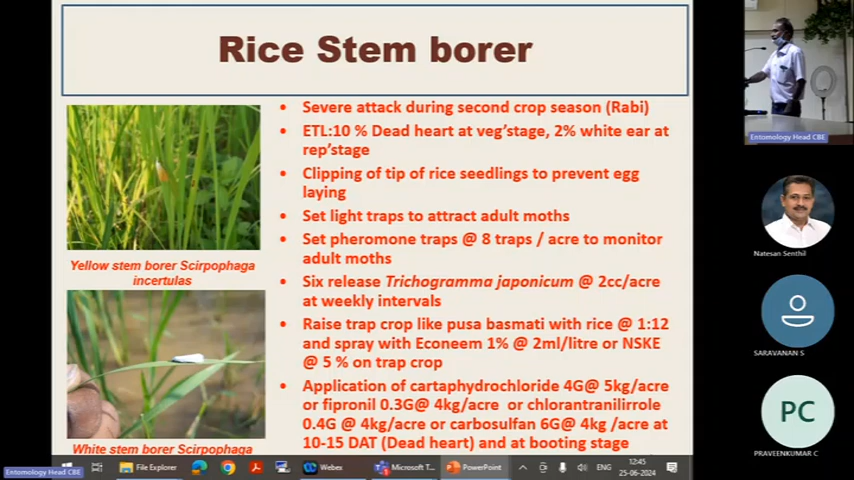 Rice Stem borer
• Severe attack during second crop season (Rabi)
• ETL:10 % Dead heart at veg'stage, 2% white ear at
rep'stage
• Clipping of tip of rice seedlings to prevent egg
laying
• Set light traps to attract adult moths
• Set pheromone traps @ 8 traps / acre to monitor
adult moths
• Six release Trichogramma japonicum @ 2cc/acre
at weekly intervals
• Raise trap crop like pusa basmati with rice @ 1:12
and spray with Econeem 1% @ 2ml/litre or NSKE
@ 5 % on trap crop
• Application of cartaphydrochloride 4G@ 5kg/acre
or fipronil 0.3G@ 4kg/acre or chlorantranilirrole
0.4G @ 4kg/acre or carbosulfan 6G@ 4kg /acre at
10-15 DAT (Dead heart) and at booting stage
Yellow stem borer Scirpophaga
incertulas
White stem borer Scirpophaga
Entomology Head CBE
Natesan Senthil
SARAVANAN S
PC
PRAVEENKUMAR C
Entomology Head CBE
File Explorer
Webex
Microsoft T...
PowerPoint
ENG
12:45
25-06-2024